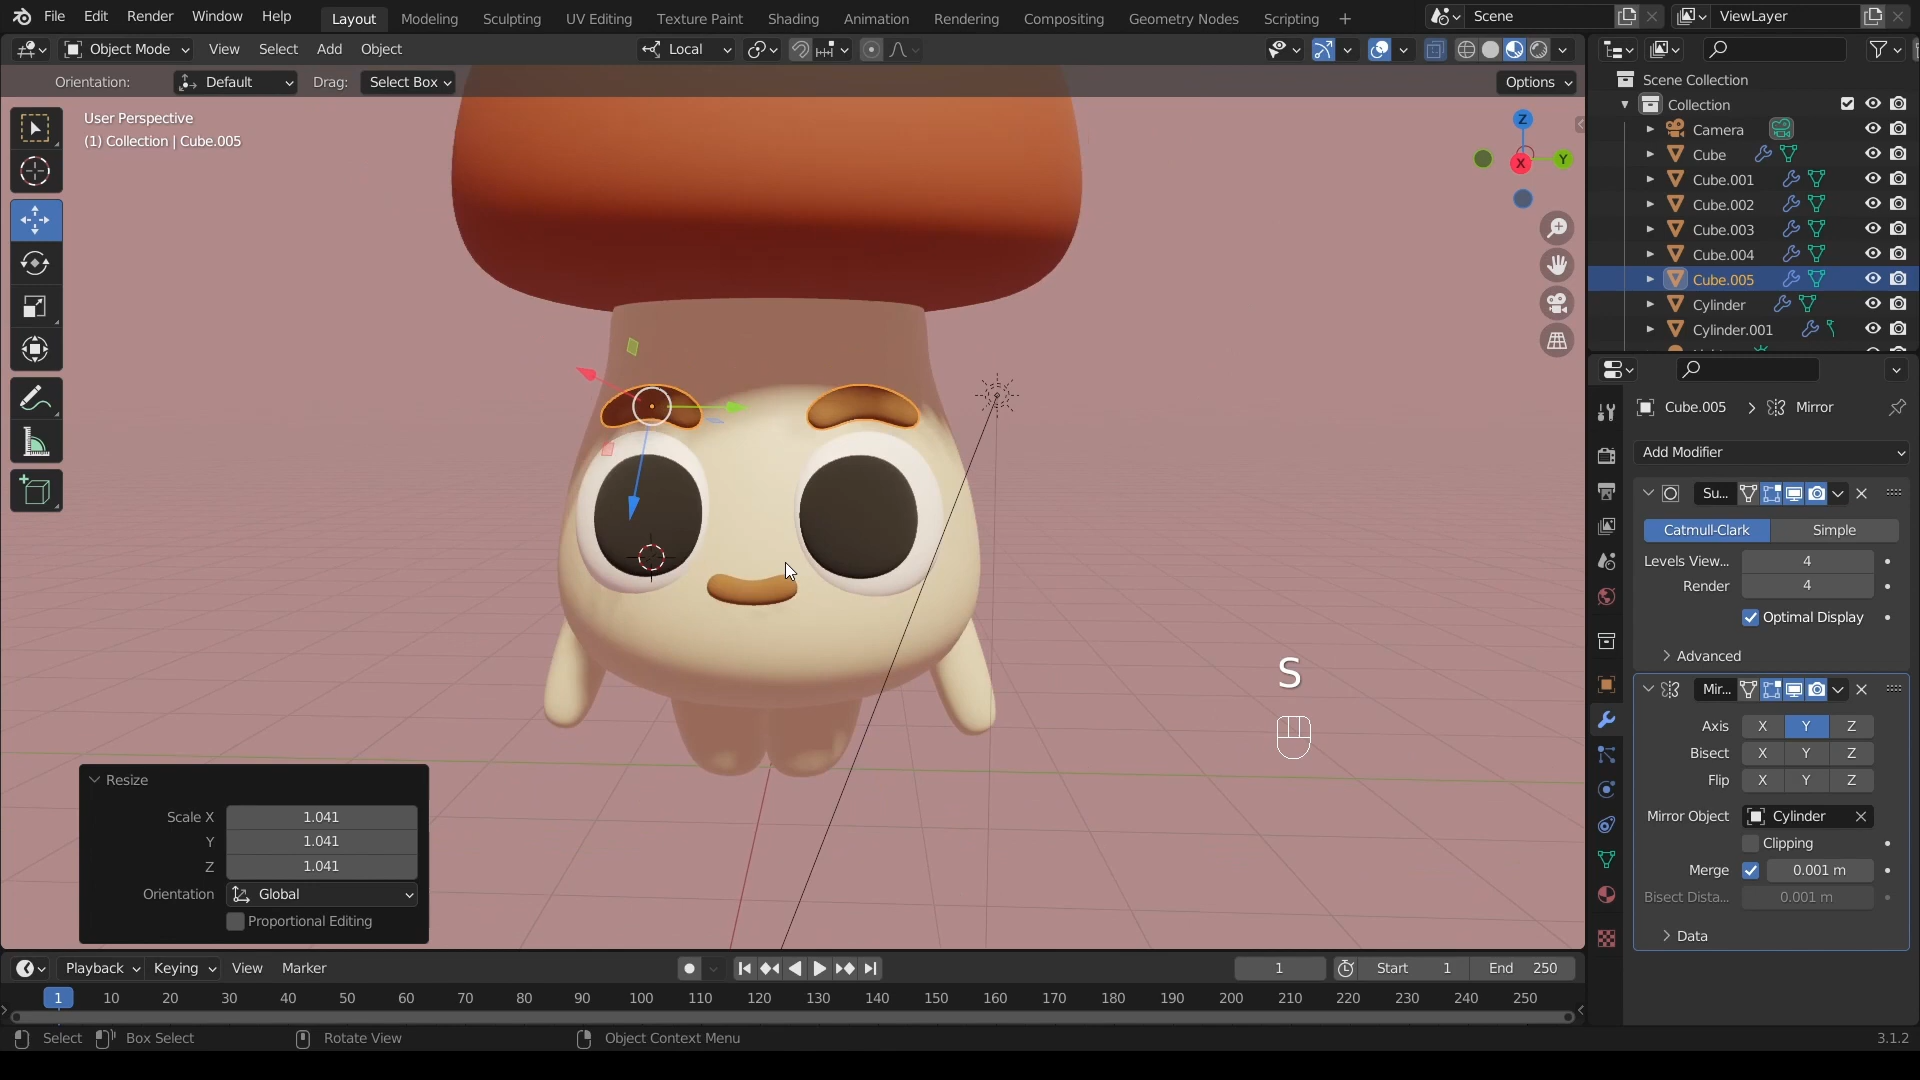 File Edit Render Window Help Layout Modeling Sculpting UV Editing Texture Paint Shading Animation Rendering Compositing Geometry Nodes Scripting + Scene ViewLayer
Object Mode View Select Add Object Local
Orientation: Default Drag: Select Box Options
User Perspective
(1) Collection | Cube.005
Z
Y
X
Scene Collection
Collection
Camera
Cube
Cube.001
Cube.002
Cube.003
Cube.004
Cube.005
Cylinder
Cylinder.001
Cube.005 > Mirror
Add Modifier
Su...
Catmull-Clark Simple
Levels View... 4
Render 4
Optimal Display
Advanced
Mir...
Axis X Y Z
Bisect X Y Z
Flip X Y Z
Mirror Object Cylinder
Clipping
Merge 0.001 m
Bisect Dista... 0.001 m
Data
S
Resize
Scale X 1.041
Y 1.041
Z 1.041
Orientation Global
Proportional Editing
Playback Keying View Marker 1 Start 1 End 250
1 10 20 30 40 50 60 70 80 90 100 110 120 130 140 150 160 170 180 190 200 210 220 230 240 250
Select Box Select Rotate View Object Context Menu 3.1.2